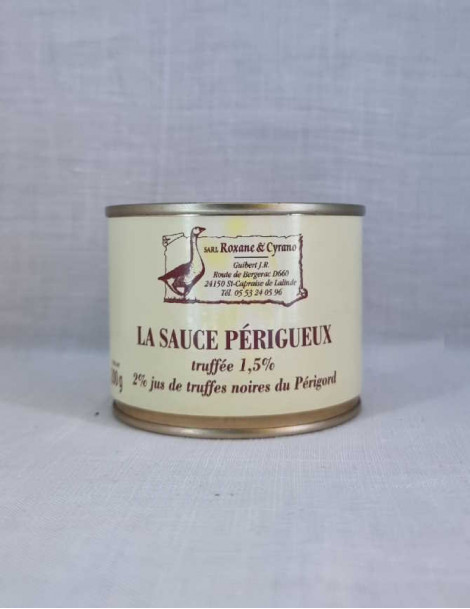 SARL Roxane & Cyrano
Guibert J.R.
Route de Bergerac D660
24150 St-Capraise de Lalinde
Tél. 05 53 24 05 96
LA SAUCE PÉRIGUEUX
truffée 1,5%
2% jus de truffes noires du Périgord